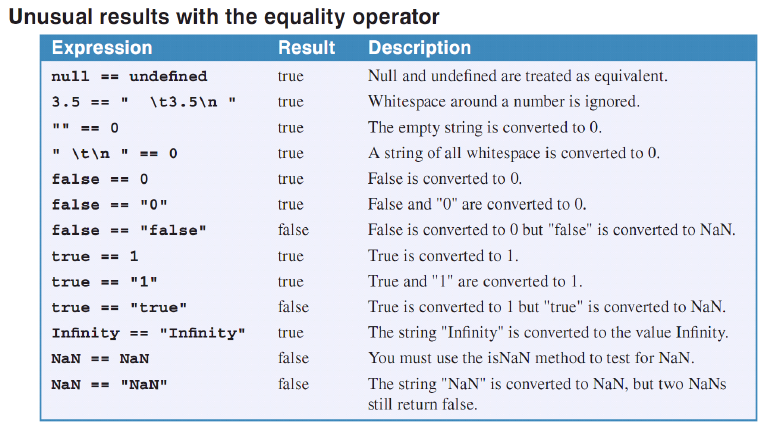 Unusual results with the equality operator
Expression Result Description
null == undefined true Null and undefined are treated as equivalent.
3.5 == " \t3.5\n " true Whitespace around a number is ignored.
"" == 0 true The empty string is converted to 0.
" \t\n " == 0 true A string of all whitespace is converted to 0.
false == 0 true False is converted to 0.
false == "0" true False and "0" are converted to 0.
false == "false" false False is converted to 0 but "false" is converted to NaN.
true == 1 true True is converted to 1.
true == "1" true True and "1" are converted to 1.
true == "true" false True is converted to 1 but "true" is converted to NaN.
Infinity == "Infinity" true The string "Infinity" is converted to the value Infinity.
NaN == NaN false You must use the isNaN method to test for NaN.
NaN == "NaN" false The string "NaN" is converted to NaN, but two NaNs
still return false.